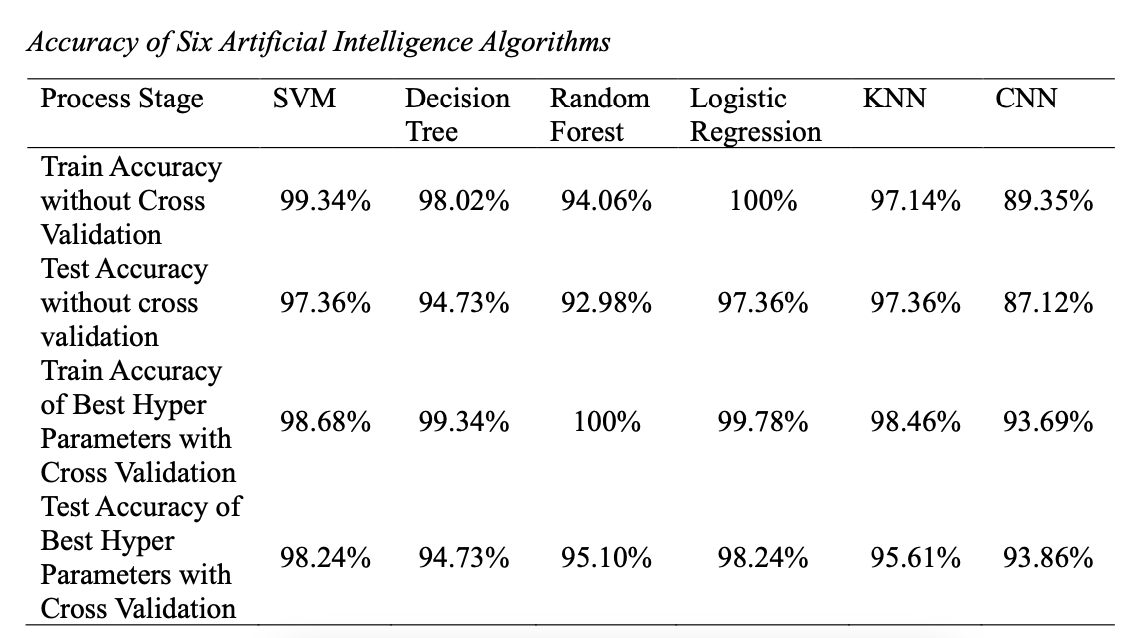 Accuracy of Six Artificial Intelligence Algorithms
Process Stage SVM Decision Tree Random Forest Logistic Regression KNN CNN
Train Accuracy
without Cross 99.34% 98.02% 94.06% 100% 97.14% 89.35%
Validation
Test Accuracy
without cross 97.36% 94.73% 92.98% 97.36% 97.36% 87.12%
validation
Train Accuracy
of Best Hyper
Parameters with 98.68% 99.34% 100% 99.78% 98.46% 93.69%
Cross Validation
Test Accuracy of
Best Hyper
Parameters with 98.24% 94.73% 95.10% 98.24% 95.61% 93.86%
Cross Validation